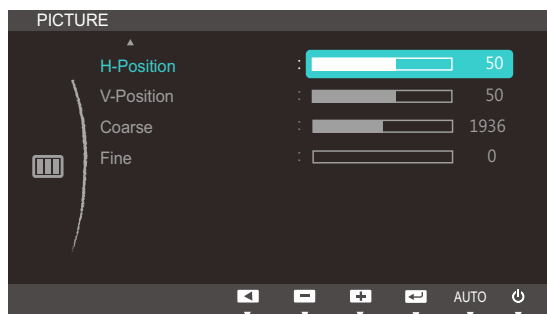 PICTURE
H-Position : 50
V-Position : 50
Coarse : 1936
Fine : 0
AUTO